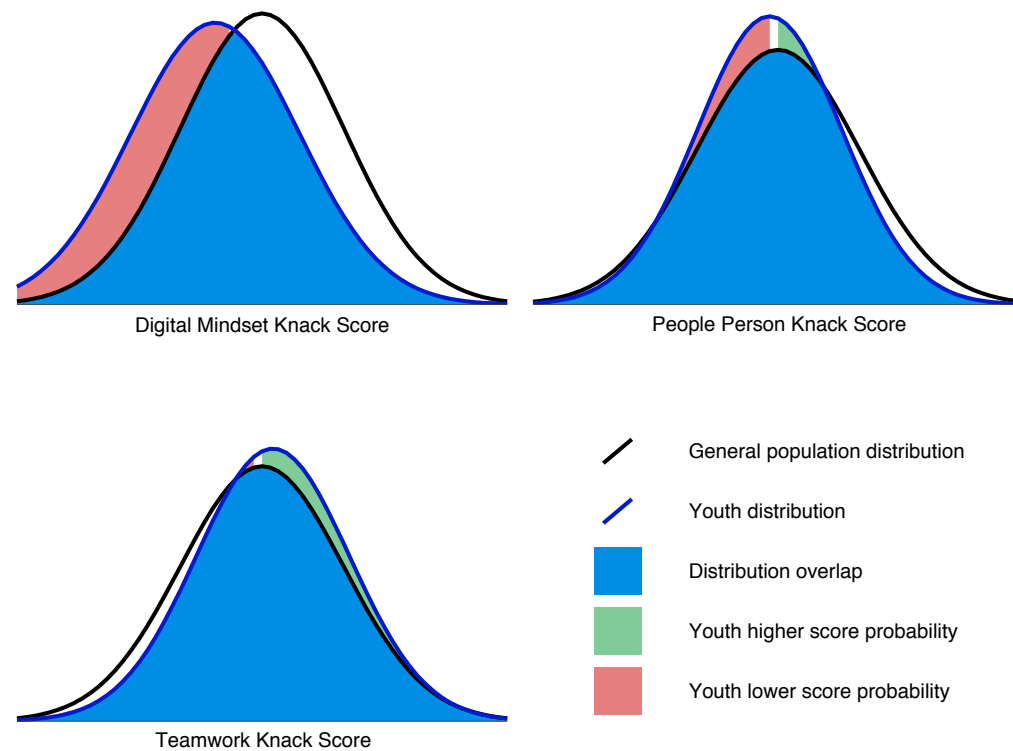 Digital Mindset Knack Score
People Person Knack Score
General population distribution
Youth distribution
Distribution overlap
Youth higher score probability
Youth lower score probability
Teamwork Knack Score